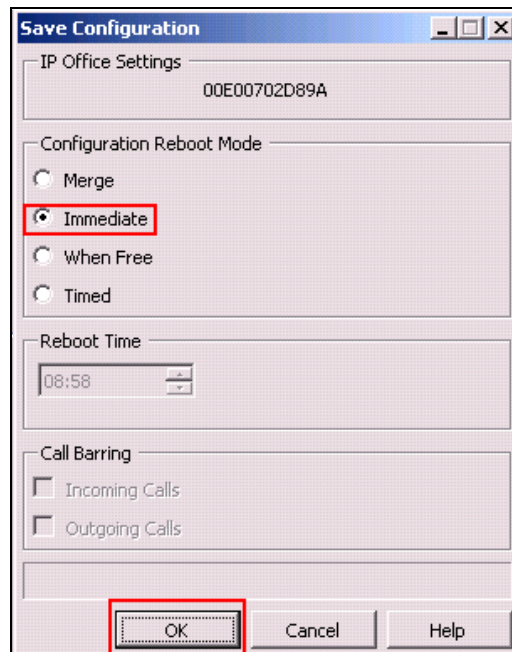 Save Configuration
IP Office Settings
00E00702D89A
Configuration Reboot Mode
Merge
Immediate
When Free
Timed
Reboot Time
08:58
Call Barring
Incoming Calls
Outgoing Calls
OK Cancel Help